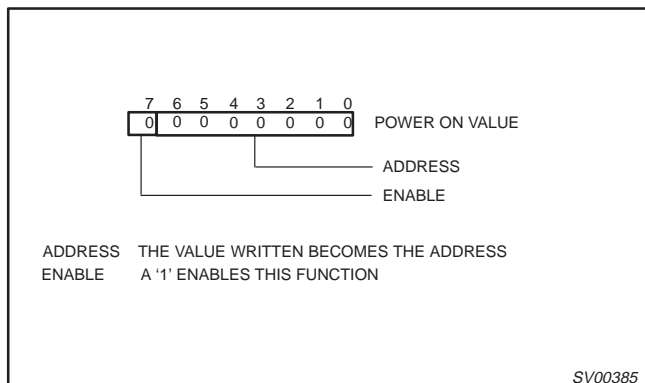 7 6 5 4 3 2 1 0
0 0 0 0 0 0 0 0 POWER ON VALUE
ADDRESS
ENABLE
ADDRESS THE VALUE WRITTEN BECOMES THE ADDRESS
ENABLE A ‘1’ ENABLES THIS FUNCTION
SV00385